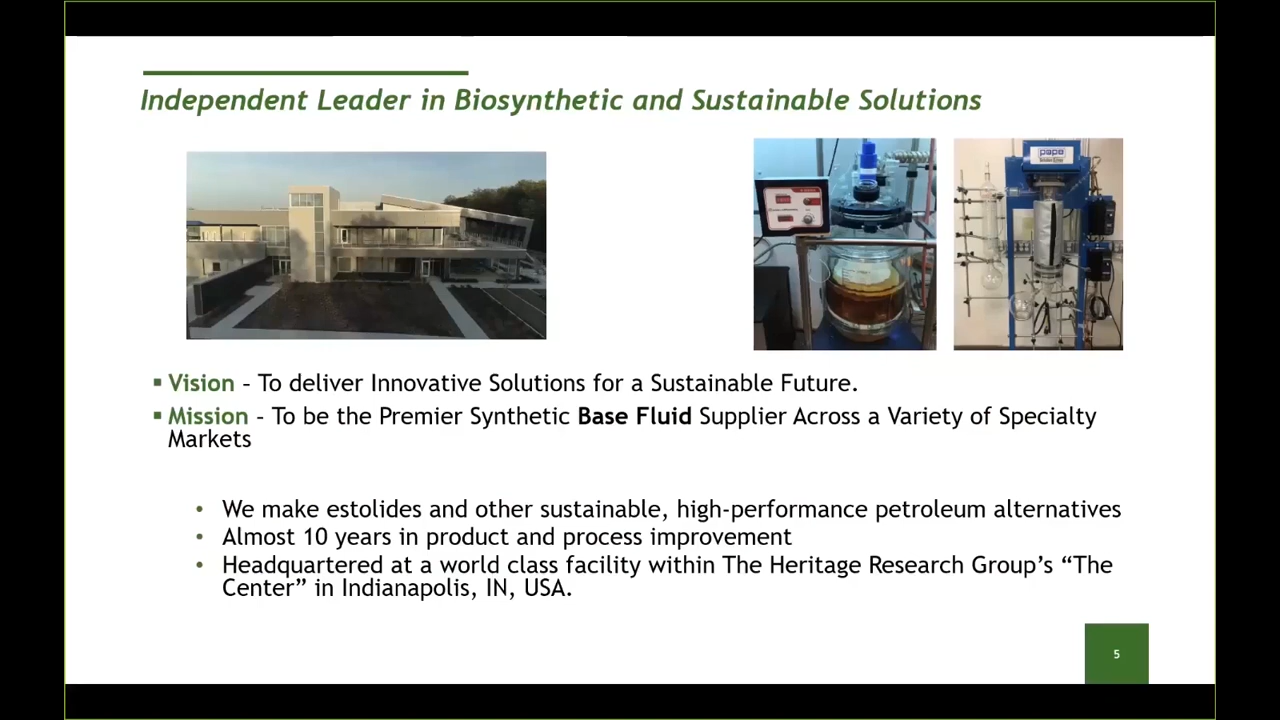 Independent Leader in Biosynthetic and Sustainable Solutions
pope
Vision – To deliver Innovative Solutions for a Sustainable Future.
Mission – To be the Premier Synthetic Base Fluid Supplier Across a Variety of Specialty
Markets
• We make estolides and other sustainable, high-performance petroleum alternatives
• Almost 10 years in product and process improvement
• Headquartered at a world class facility within The Heritage Research Group’s “The
Center” in Indianapolis, IN, USA.
5